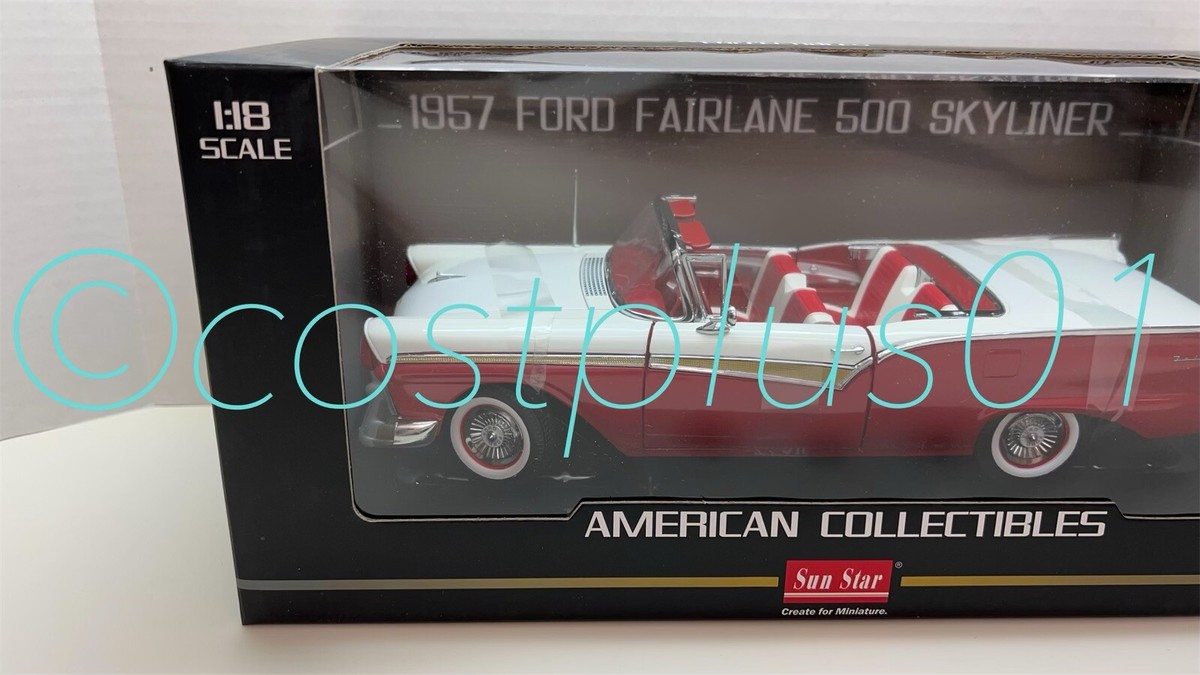 1:18
SCALE
1957 FORD FAIRLANE 500 SKYLINER
©costplus01
AMERICAN COLLECTIBLES
Sun Star®
Create for Miniature.